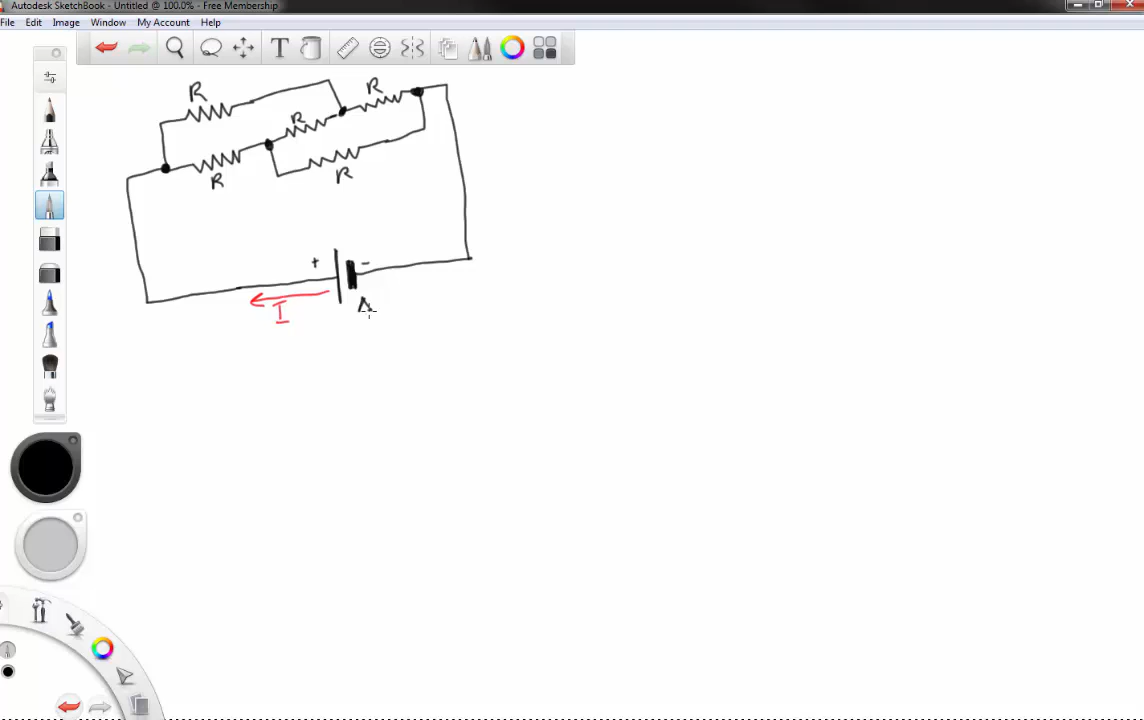 Autodesk SketchBook - Untitled @ 100.0% - Free Membership
File Edit Image Window My Account Help
T
R
R
R
R
R
+ -
I